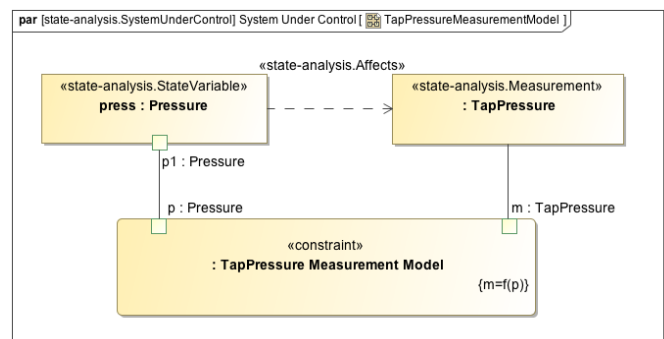 par [state-analysis.SystemUnderControl] System Under Control [ TapPressureMeasurementModel ]
«state-analysis.Affects»
«state-analysis.StateVariable»
press : Pressure
«state-analysis.Measurement»
: TapPressure
p1 : Pressure
p : Pressure
m : TapPressure
«constraint»
: TapPressure Measurement Model
{m=f(p)}